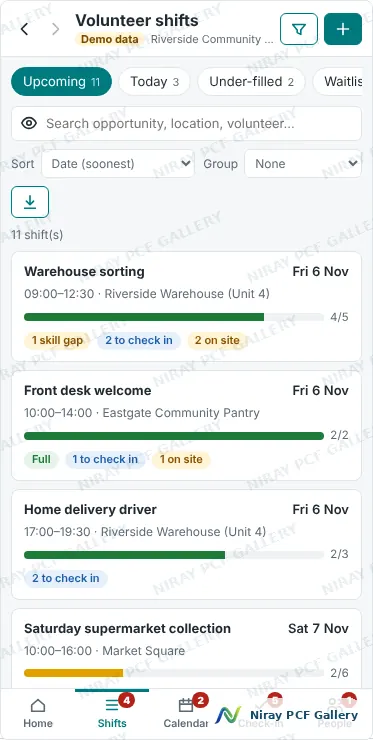 Volunteer shifts
Demo data · Riverside Community ...
Upcoming 11 Today 3 Under-filled 2 Waitlis
Search opportunity, location, volunteer...
Sort Date (soonest) Group None
11 shift(s)
Warehouse sorting Fri 6 Nov
09:00–12:30 · Riverside Warehouse (Unit 4)
4/5
1 skill gap 2 to check in 2 on site
Front desk welcome Fri 6 Nov
10:00–14:00 · Eastgate Community Pantry
2/2
Full 1 to check in 1 on site
Home delivery driver Fri 6 Nov
17:00–19:30 · Riverside Warehouse (Unit 4)
2/3
2 to check in
Saturday supermarket collection Sat 7 Nov
10:00–16:00 · Market Square
2/6
4 2
Home Shifts Calendar Check-in People
Niray PCF Gallery
NIRAY PCF GALLERY